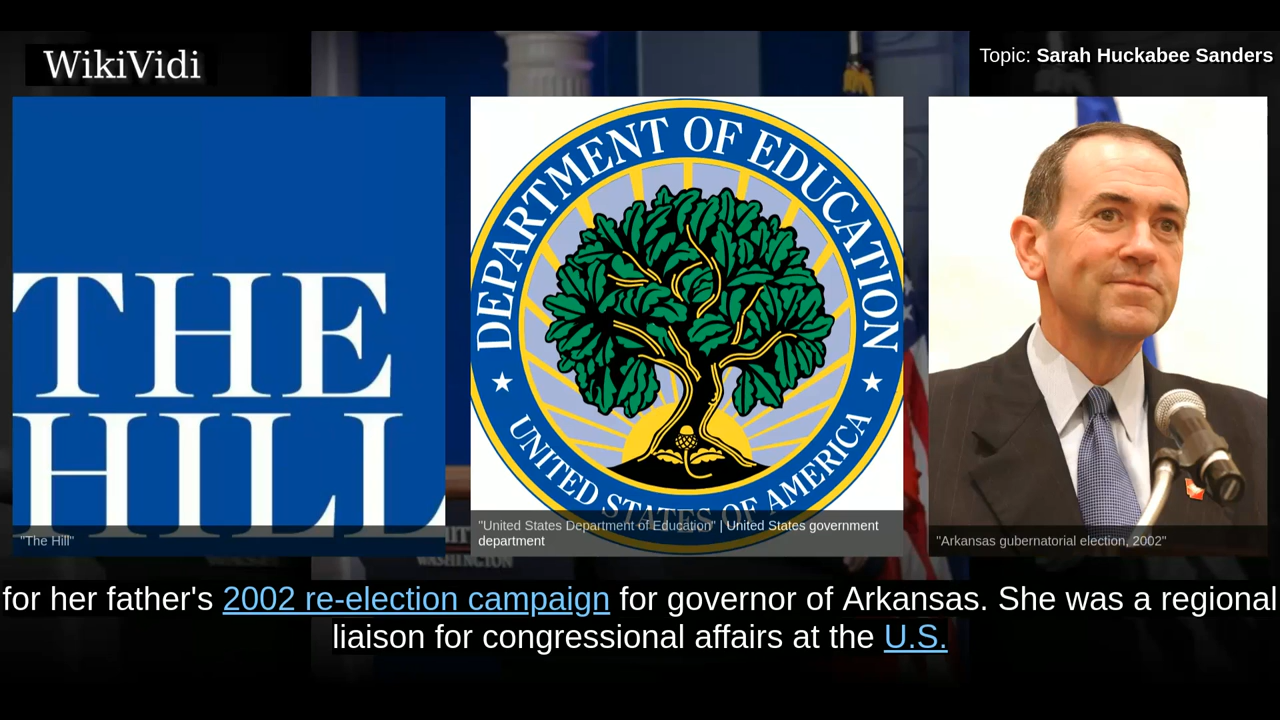 WikiVidi
Topic: Sarah Huckabee Sanders
THE
HILL
DEPARTMENT OF EDUCATION
UNITED STATES OF AMERICA
"The Hill"
"United States Department of Education" | United States government
department
"Arkansas gubernatorial election, 2002"
WASHINGTON
for her father's 2002 re-election campaign for governor of Arkansas. She was a regional
liaison for congressional affairs at the U.S.